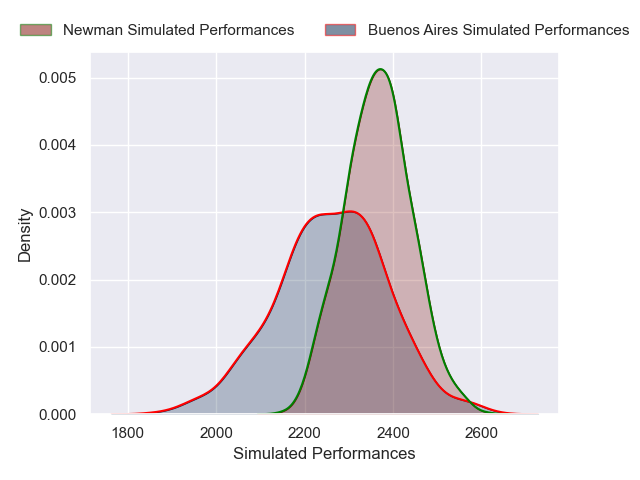 Newman Simulated Performances
Buenos Aires Simulated Performances
0.005
0.004
0.003
0.002
0.001
0.000
Density
1800 2000 2200 2400 2600
Simulated Performances